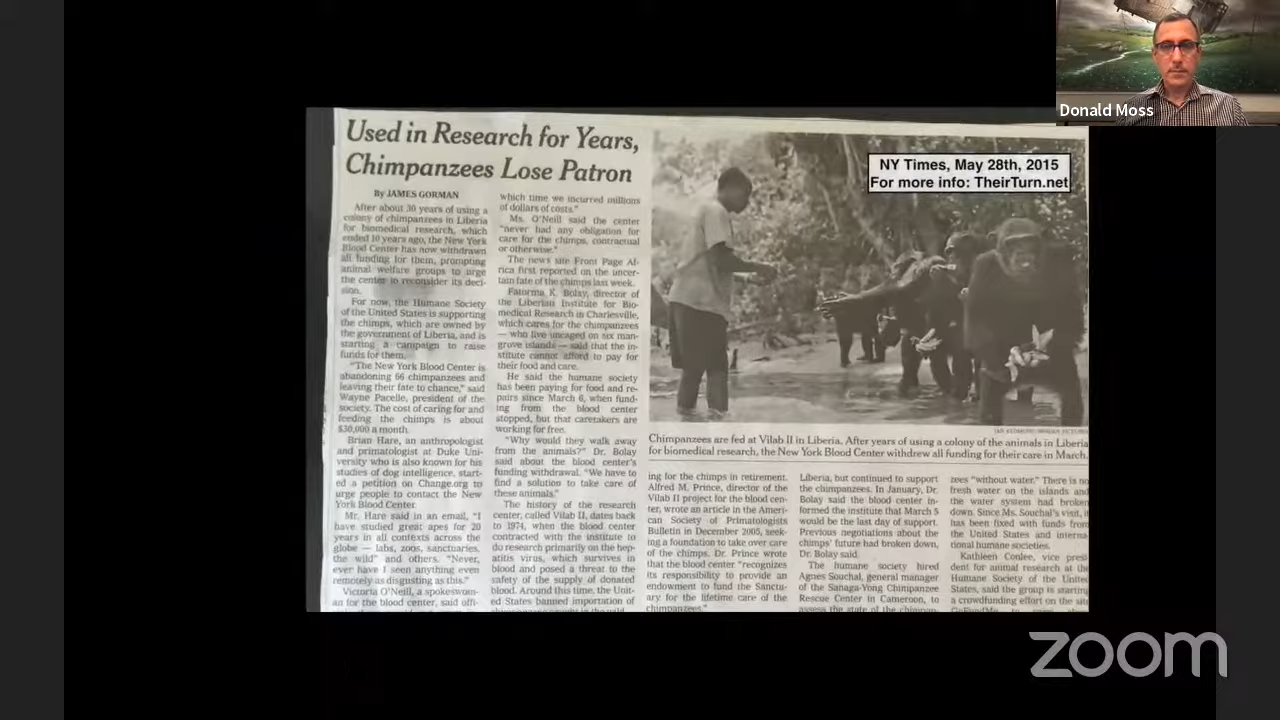 Donald Moss
Used in Research for Years,
Chimpanzees Lose Patron
NY Times, May 28th, 2015
For more info: TheirTurn.net
By JAMES GORMAN
After about 30 years of using a
colony of chimpanzees in Liberia
for biomedical research, which
ended 10 years ago, the New York
Blood Center has now withdrawn
all funding for them, prompting
animal welfare groups to urge
the center to reconsider its deci-
sion.
For now, the Humane Society
of the United States is supporting
the chimps, which are owned by
the government of Liberia, and is
starting a campaign to raise
funds for them.
"The New York Blood Center is
abandoning 66 chimpanzees and
leaving their fate to chance," said
Wayne Pacelle, president of the
society. The cost of caring for and
feeding the chimps is about
$30,000 a month.
Brian Hare, an anthropologist
and primatologist at Duke Uni-
versity who is also known for his
studies of dog intelligence, start-
ed a petition on Change.org to
urge people to contact the New
York Blood Center.
Mr. Hare said in an email, "I
have studied great apes for 20
years in all contexts across the
globe — labs, zoos, sanctuaries,
the wild" and others. "Never,
ever have I seen anything even
remotely as disgusting as this."
Victoria O'Neill, a spokeswom-
an for the blood center, said offi-
which time we incurred millions
of dollars of costs."
Ms. O'Neill said the center
"never had any obligation for
care for the chimps, contractual
or otherwise."
The news site Front Page Af-
rica first reported on the uncer-
tain fate of the chimps last week.
Fatorma K. Bolay, director of
the Liberian Institute for Bio-
medical Research in Charlesville,
which cares for the chimpanzees
— who live uncaged on six man-
grove islands — said that the in-
stitute cannot afford to pay for
their food and care.
He said the humane society
has been paying for food and re-
pairs since March 6, when fund-
ing from the blood center
stopped, but that caretakers are
working for free.
"Why would they walk away
from the animals?" Dr. Bolay
said about the blood center's
funding withdrawal. "We have to
find a solution to take care of
these animals."
The history of the research
center, called Vilab II, dates back
to 1974, when the blood center
contracted with the institute to
do research primarily on the hep-
atitis virus, which survives in
blood and posed a threat to the
safety of the supply of donated
blood. Around this time, the Unit-
ed States banned importation of
Chimpanzees are fed at Vilab II in Liberia. After years of using a colony of the animals in Liberia
for biomedical research, the New York Blood Center withdrew all funding for their care in March.
ing for the chimps in retirement.
Alfred M. Prince, director of the
Vilab II project for the blood cen-
ter, wrote an article in the Ameri-
can Society of Primatologists
Bulletin in December 2005, seek-
ing a foundation to take over care
of the chimps. Dr. Prince wrote
that the blood center "recognizes
its responsibility to provide an
endowment to fund the Sanctu-
ary for the lifetime care of the
chimpanzees."
Liberia, but continued to support
the chimpanzees. In January, Dr.
Bolay said the blood center in-
formed the institute that March 5
would be the last day of support.
Previous negotiations about the
chimps' future had broken down,
Dr. Bolay said.
The humane society hired
Agnes Souchal, general manager
of the Sanaga-Yong Chimpanzee
Rescue Center in Cameroon, to
assess the state of the chimpan-
zees "without water." There is no
fresh water on the islands and
the water system had broken
down. Since Ms. Souchal's visit, it
has been fixed with funds from
the United States and interna-
tional humane societies.
Kathleen Conlee, vice presi-
dent for animal research at the
Humane Society of the United
States, said the group is starting
a crowdfunding effort on the site
zoom